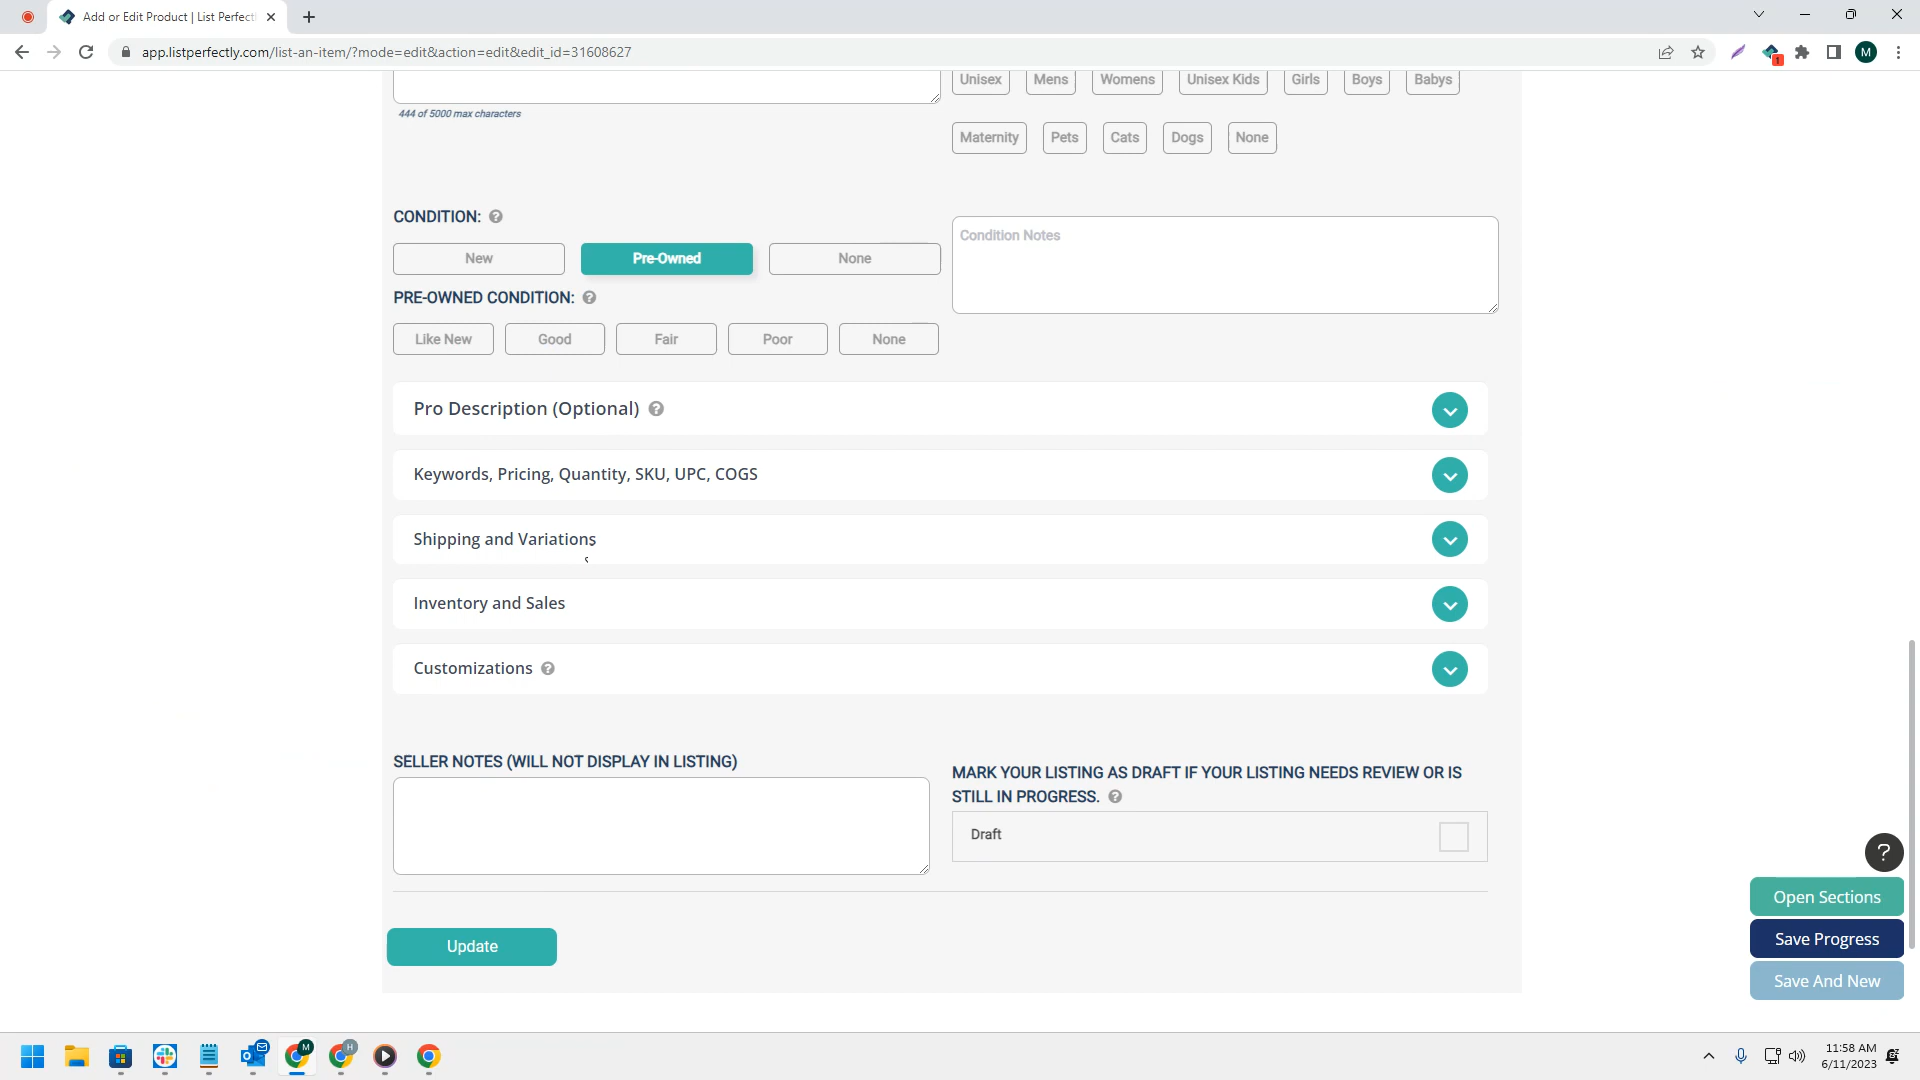 Add or Edit Product | List Perfect
app.listperfectly.com/list-an-item/?mode=edit&action=edit&edit_id=31608627
M
1
Unisex Mens Womens Unisex Kids Girls Boys Babys
444 of 5000 max characters
Maternity Pets Cats Dogs None
CONDITION: ?
Condition Notes
New Pre-Owned None
PRE-OWNED CONDITION: ?
Like New Good Fair Poor None
Pro Description (Optional) ?
Keywords, Pricing, Quantity, SKU, UPC, COGS
Shipping and Variations
Inventory and Sales
Customizations ?
SELLER NOTES (WILL NOT DISPLAY IN LISTING)
MARK YOUR LISTING AS DRAFT IF YOUR LISTING NEEDS REVIEW OR IS
STILL IN PROGRESS. ?
Draft
?
Open Sections
Update
Save Progress
Save And New
M
H
11:58 AM
6/11/2023